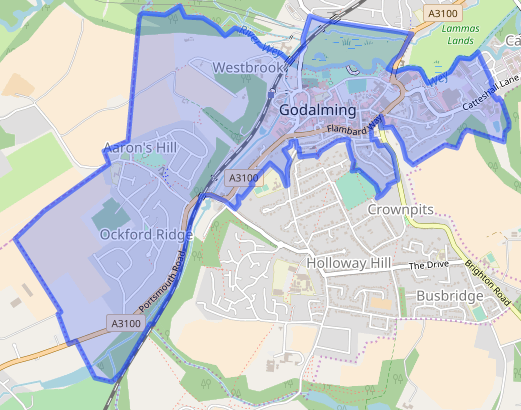 A3100
Lammas
Lands
River Wey
Ca
Westbrook
Wey
Catteshall Lane
Godalming
Flambard Way
Aaron's Hill
A3100
Crownpits
Ockford Ridge
Holloway Hill
The Drive
Portsmouth Road
Brighton Road
Busbridge
A3100